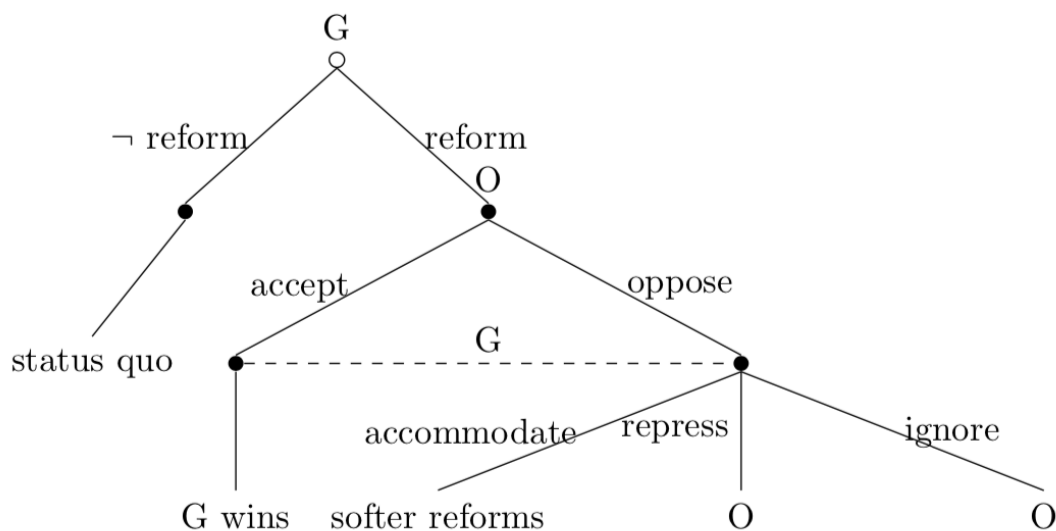 G
¬ reform
reform
O
accept
oppose
G
status quo
accommodate
repress
ignore
G wins
softer reforms
O
O